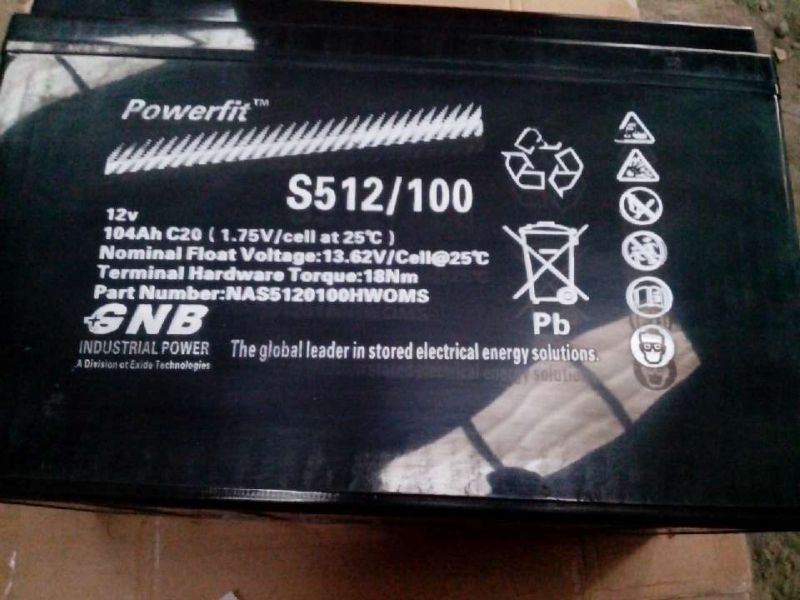 Powerfit™
S512/100
12v
104Ah C20 ( 1.75V/cell at 25℃)
Nominal Float Voltage:13.62V/Cell@25℃
Terminal Hardware Torque:18Nm
Part Number:NAS5120100HWOMS
GNB
INDUSTRIAL POWER
A Division of Exide Technologies
The global leader in stored electrical energy solutions.
Pb